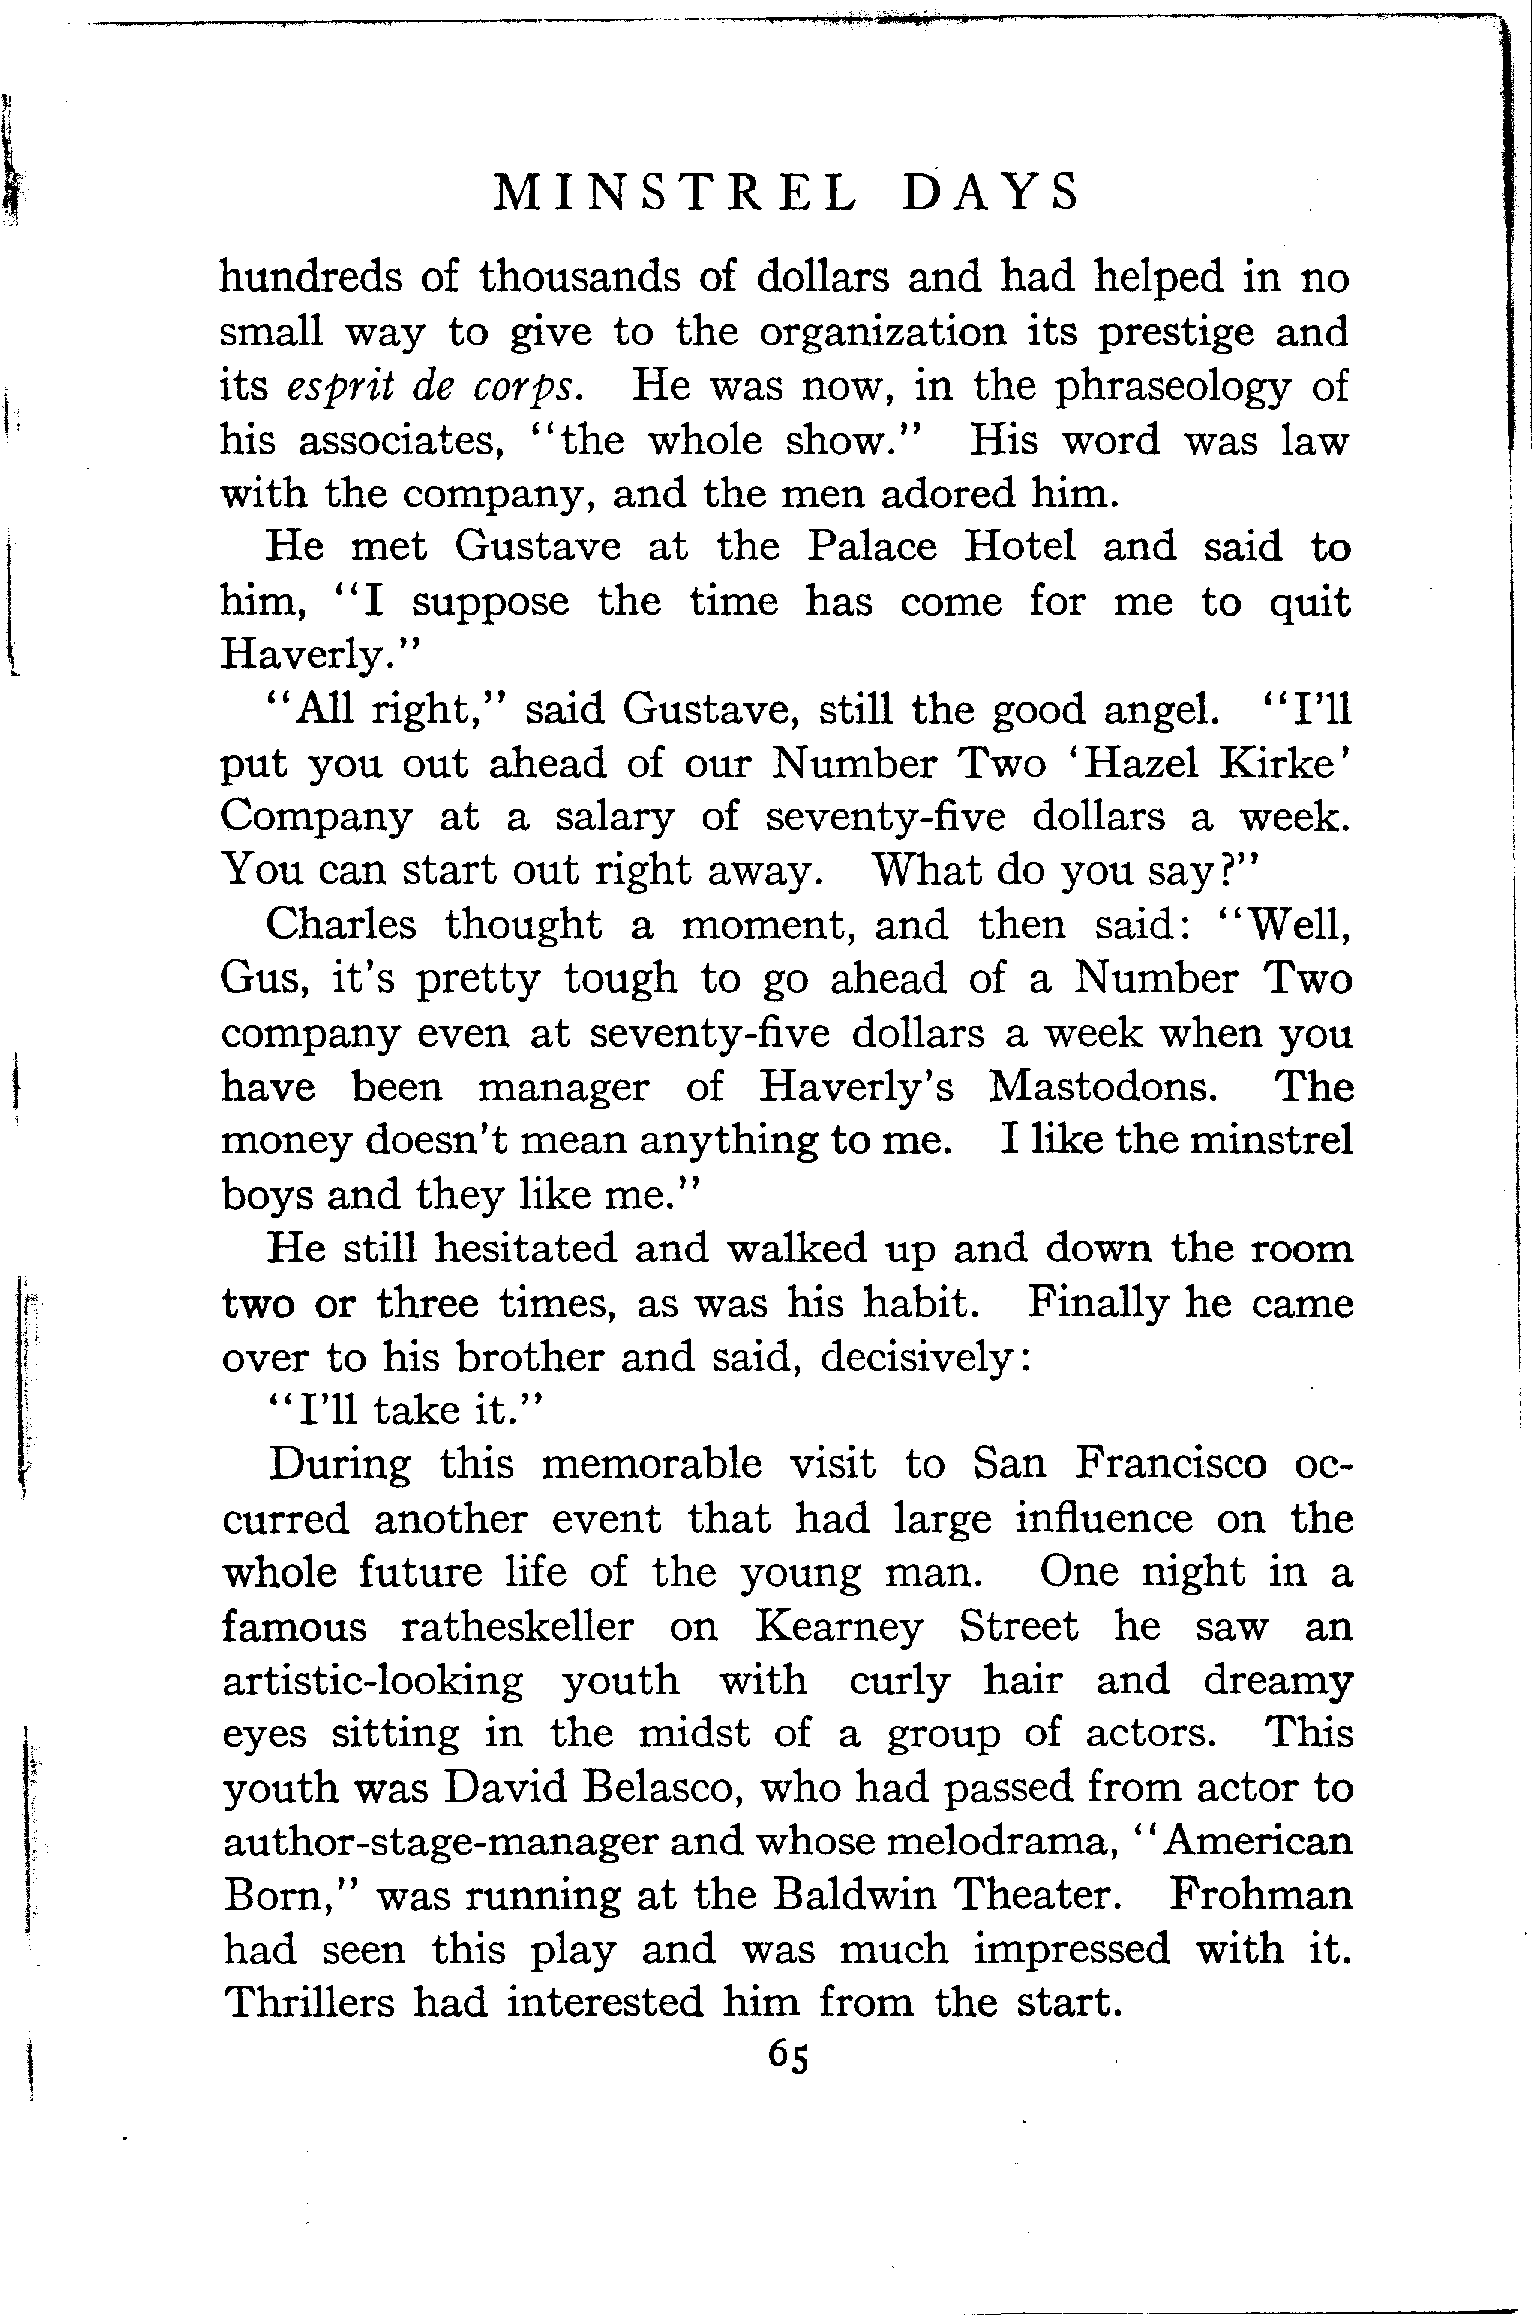 MINSTREL DAYS
hundreds of thousands of dollars and had helped in no
small way to give to the organization its prestige and
its esprit de corps. He was now, in the phraseology of
his associates, "the whole show." His word was law
with the company, and the men adored him.
He met Gustave at the Palace Hotel and said to
him, "I suppose the time has come for me to quit
Haverly."
"All right," said Gustave, still the good angel. "I'll
put you out ahead of our Number Two 'Hazel Kirke'
Company at a salary of seventy-five dollars a week.
You can start out right away. What do you say?"
Charles thought a moment, and then said: "Well,
Gus, it's pretty tough to go ahead of a Number Two
company even at seventy-five dollars a week when you
have been manager of Haverly's Mastodons. The
money doesn't mean anything to me. I like the minstrel
boys and they like me."
He still hesitated and walked up and down the room
two or three times, as was his habit. Finally he came
over to his brother and said, decisively:
"I'll take it."
During this memorable visit to San Francisco oc-
curred another event that had large influence on the
whole future life of the young man. One night in a
famous ratheskeller on Kearney Street he saw an
artistic-looking youth with curly hair and dreamy
eyes sitting in the midst of a group of actors. This
youth was David Belasco, who had passed from actor to
author-stage-manager and whose melodrama, "American
Born," was running at the Baldwin Theater. Frohman
had seen this play and was much impressed with it.
Thrillers had interested him from the start.
65